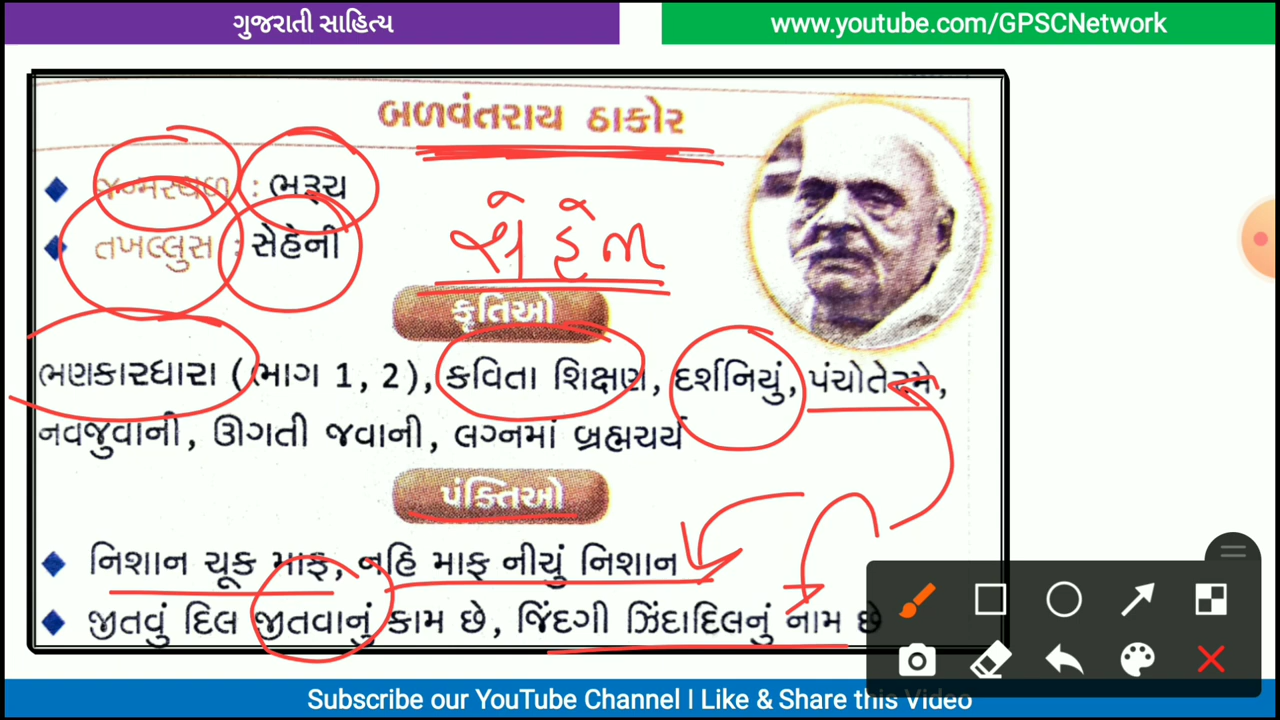 ગુજરાતી સાહિત્ય
www.youtube.com/GPSCNetwork
બળવંતરાય ઠાકોર
જન્મસ્થળ : ભરૂચ
તખલ્લુસ : સેહેની
સેહેન
કૃતિઓ
ભણકારધારા (ભાગ 1, 2), કવિતા શિક્ષણ, દર્શનિયું, પંચોતેરમે,
નવજુવાની, ઊગતી જવાની, લગ્નમાં બ્રહ્મચર્ય
પંક્તિઓ
નિશાન ચૂક માફ, નહિ માફ નીચું નિશાન
જીતવું દિલ જીતવાનું કામ છે, જિંદગી ઝિંદાદિલનું નામ છે
Subscribe our YouTube Channel | Like & Share this Video